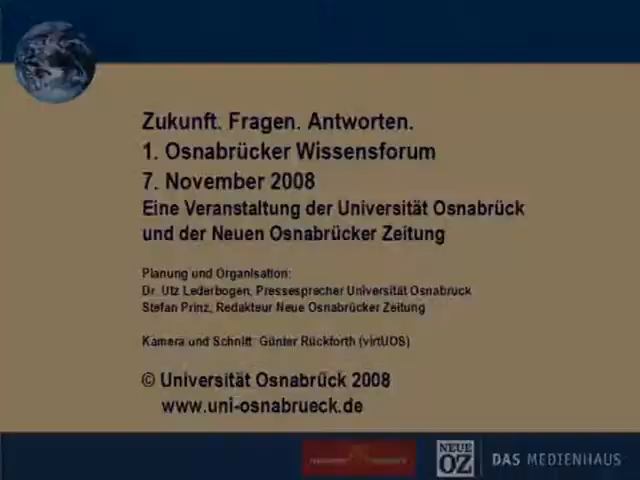 Zukunft. Fragen. Antworten.
1. Osnabrücker Wissensforum
7. November 2008
Eine Veranstaltung der Universität Osnabrück
und der Neuen Osnabrücker Zeitung
Planung und Organisation:
Dr. Utz Lederbogen, Pressesprecher Universität Osnabrück
Stefan Prinz, Redakteur Neue Osnabrücker Zeitung
Kamera und Schnitt: Günter Rückforth (virtUOS)
© Universität Osnabrück 2008
www.uni-osnabrueck.de
NEUE
OZ
DAS MEDIENHAUS